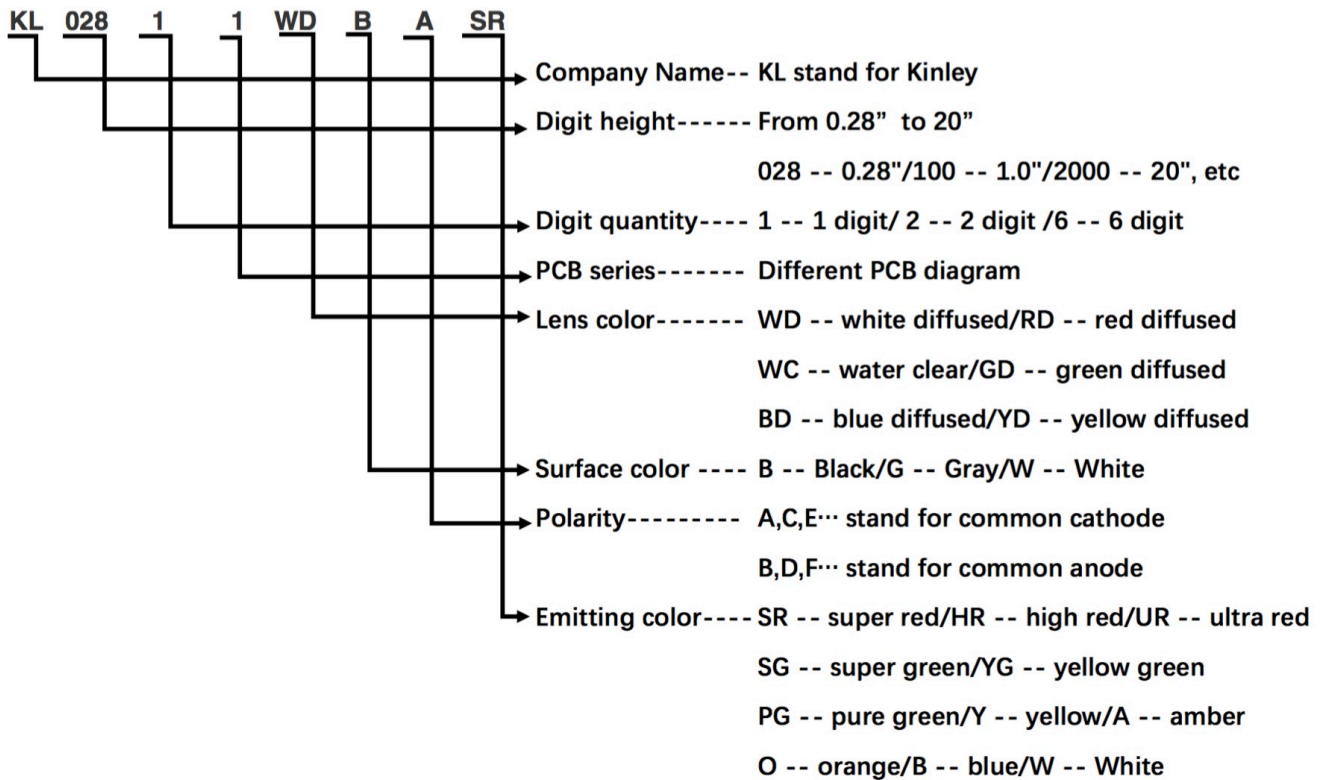 KL 028 1 1 WD B A SR
Company Name-- KL stand for Kinley
Digit height------ From 0.28” to 20”
028 -- 0.28"/100 -- 1.0"/2000 -- 20", etc
Digit quantity---- 1 -- 1 digit/ 2 -- 2 digit /6 -- 6 digit
PCB series------- Different PCB diagram
Lens color------- WD -- white diffused/RD -- red diffused
WC -- water clear/GD -- green diffused
BD -- blue diffused/YD -- yellow diffused
Surface color ---- B -- Black/G -- Gray/W -- White
Polarity--------- A,C,E··· stand for common cathode
B,D,F··· stand for common anode
Emitting color---- SR -- super red/HR -- high red/UR -- ultra red
SG -- super green/YG -- yellow green
PG -- pure green/Y -- yellow/A -- amber
O -- orange/B -- blue/W -- White